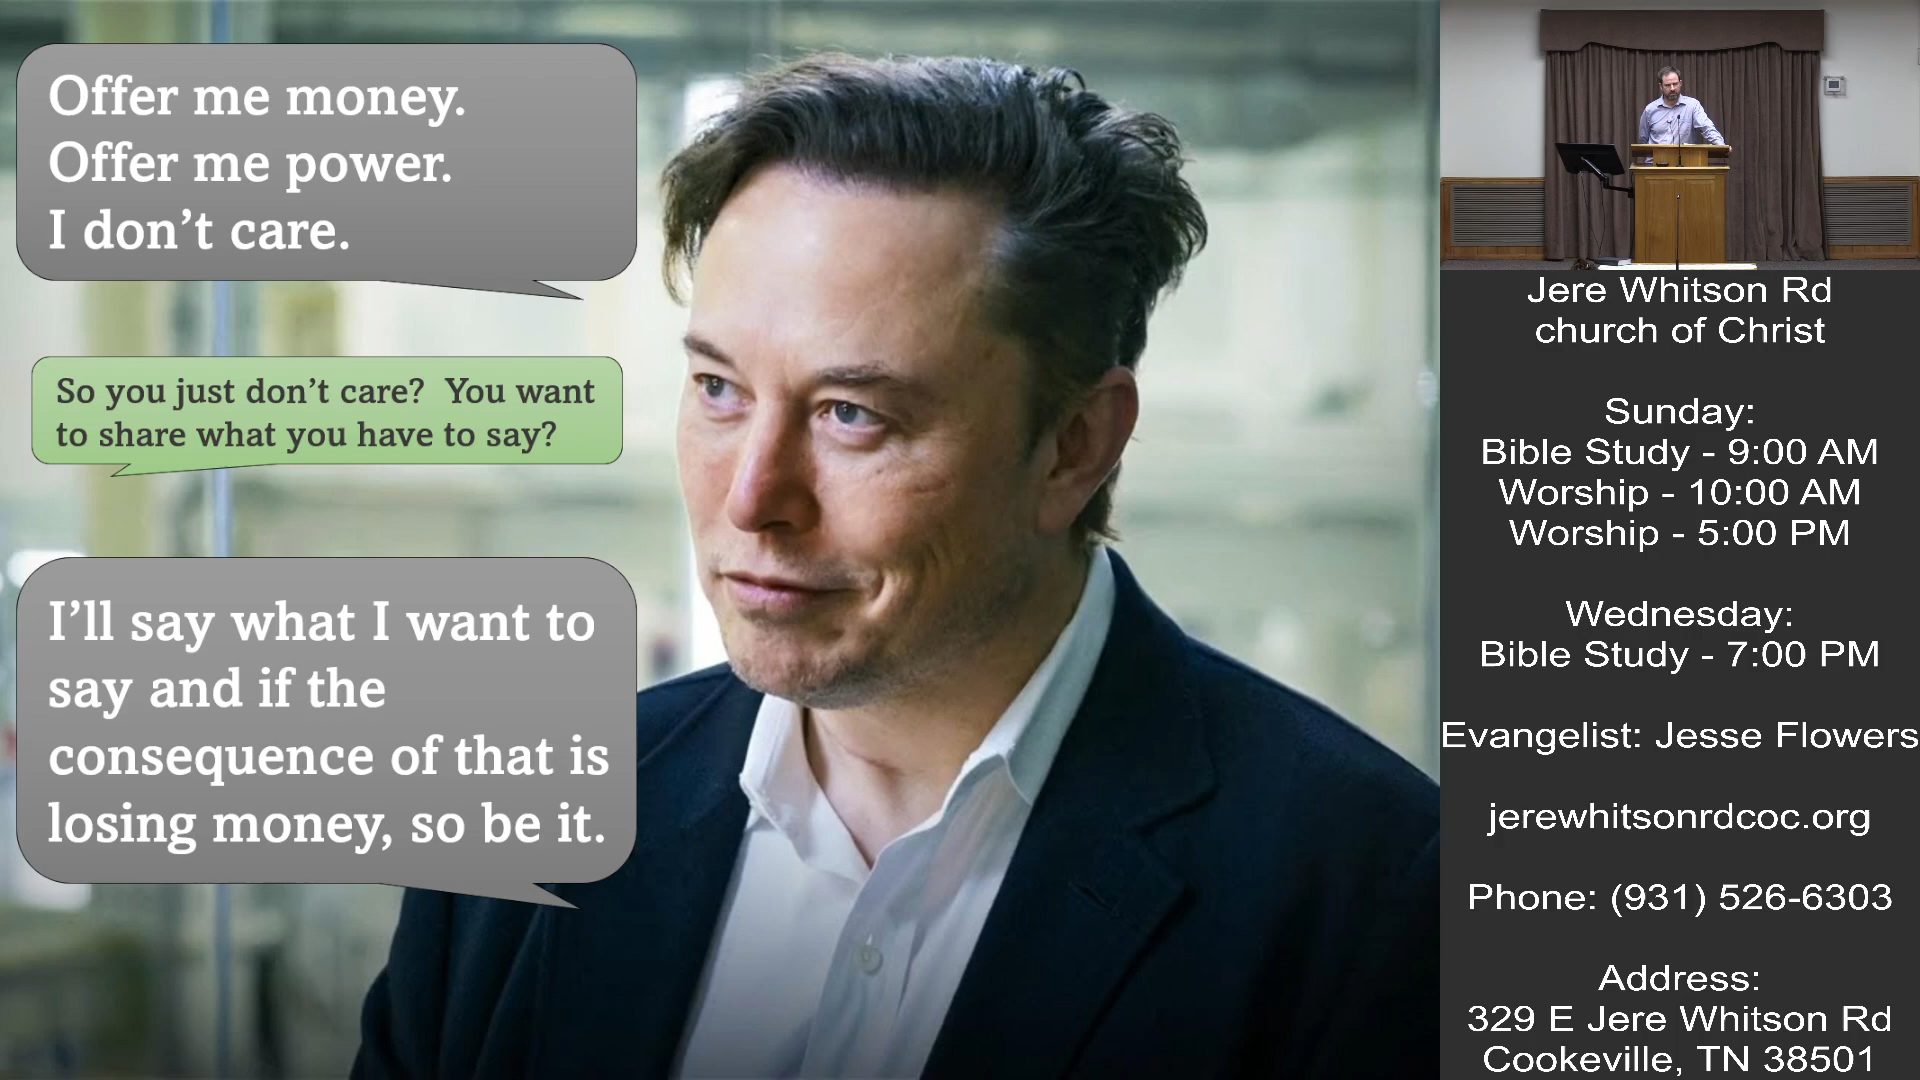 Offer me money.
Offer me power.
I don’t care.
So you just don’t care?  You want
to share what you have to say?
I’ll say what I want to
say and if the
consequence of that is
losing money, so be it.
Jere Whitson Rd
church of Christ
Sunday:
Bible Study - 9:00 AM
Worship - 10:00 AM
Worship - 5:00 PM
Wednesday:
Bible Study - 7:00 PM
Evangelist: Jesse Flowers
jerewhitsonrdcoc.org
Phone: (931) 526-6303
Address:
329 E Jere Whitson Rd
Cookeville, TN 38501